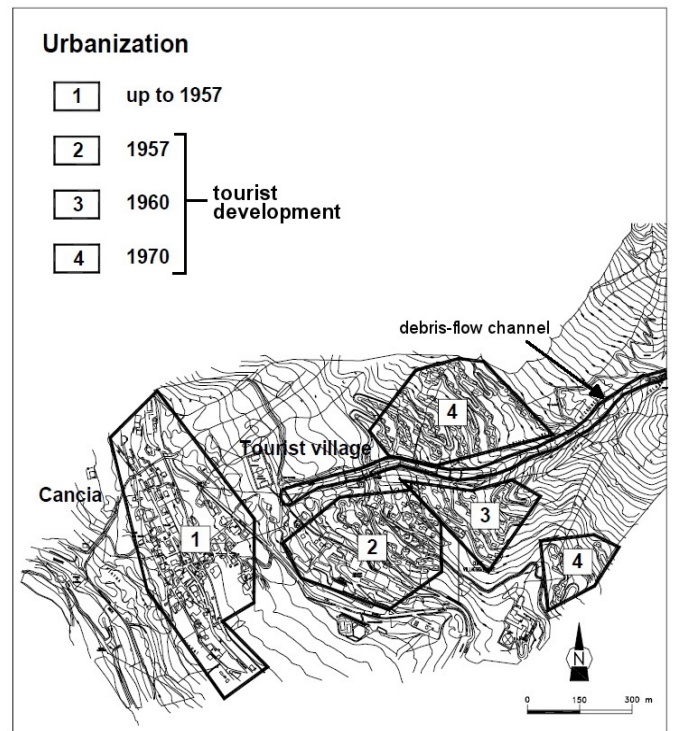 Urbanization
1 up to 1957
2 1957
3 1960
4 1970
tourist
development
debris-flow channel
4
Tourist village
Cancia
3
1
2
4
N
0 150 300 m